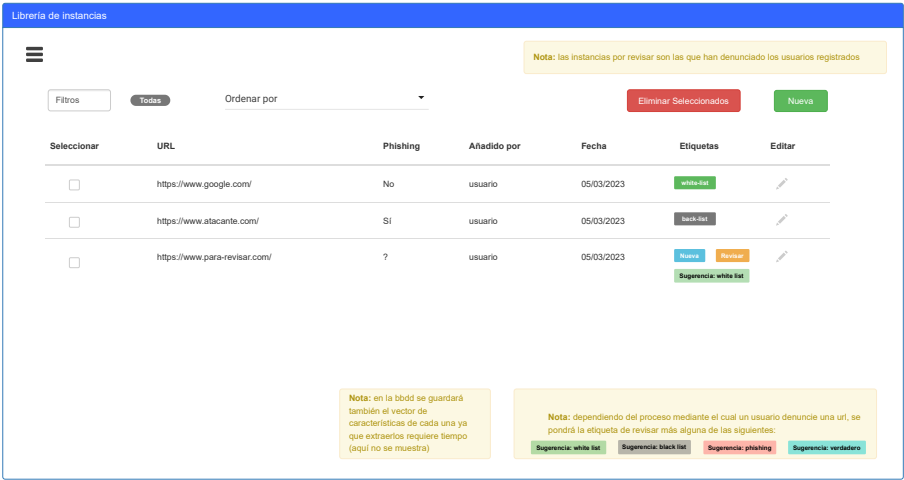 Librería de instancias
Nota: las instancias por revisar son las que han denunciado los usuarios registrados
Filtros
Todas
Ordenar por
Eliminar Seleccionados
Nueva
Seleccionar URL Phishing Añadido por Fecha Etiquetas Editar
https://www.google.com/ No usuario 05/03/2023 white-list
https://www.atacante.com/ Sí usuario 05/03/2023 back-list
https://www.para-revisar.com/ ? usuario 05/03/2023 Nueva Revisar
Sugerencia: white list
Nota: en la bbdd se guardará
también el vector de
características de cada una ya
que extraerlos requiere tiempo
(aquí no se muestra)
Nota: dependiendo del proceso mediante el cual un usuario denuncie una url, se
pondrá la etiqueta de revisar más alguna de las siguientes:
Sugerencia: white list Sugerencia: black list Sugerencia: phishing Sugerencia: verdadero